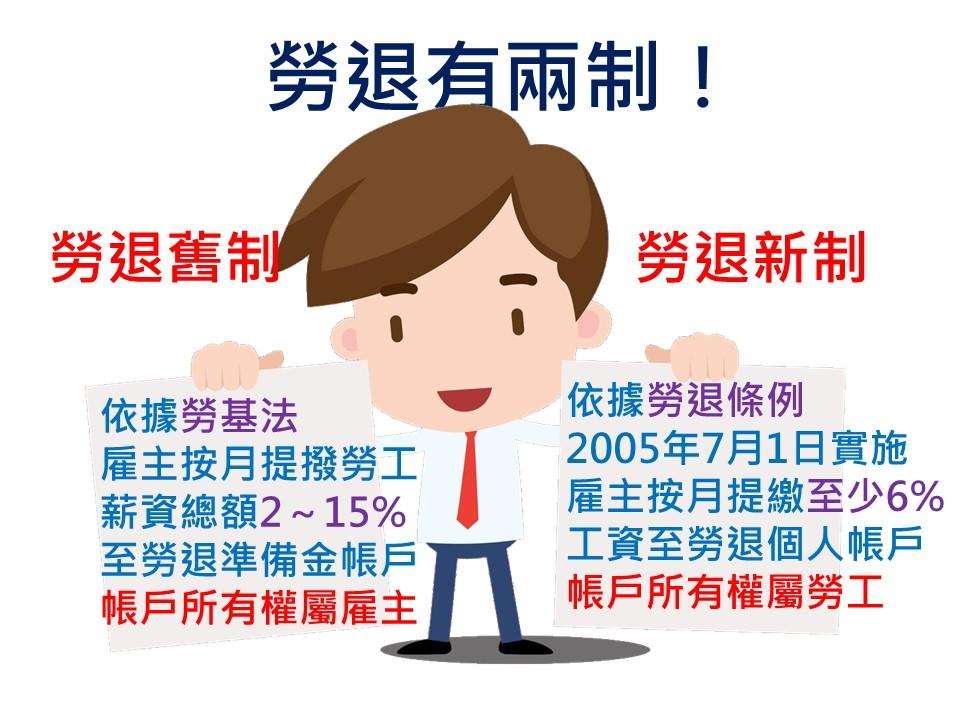 勞退有兩制！
勞退舊制
依據勞基法
雇主按月提撥勞工
薪資總額2～15%
至勞退準備金帳戶
帳戶所有權屬雇主
勞退新制
依據勞退條例
2005年7月1日實施
雇主按月提繳至少6%
工資至勞退個人帳戶
帳戶所有權屬勞工